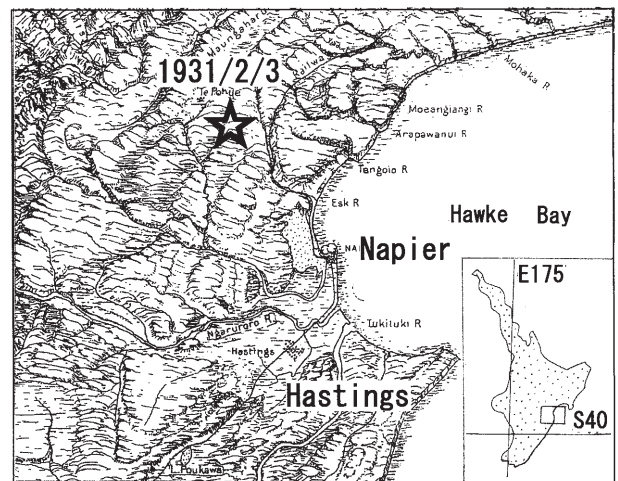 Maungaharu
Railway
1931/2/3
Te Pohue
Mohaka R
Moeangiangi R
Arapawanui R
Tangoio R
Esk R
Hawke Bay
Napier
E175
Ngaruroro R
Tukituki R
Hastings
Hastings
S40
L. Poukawa